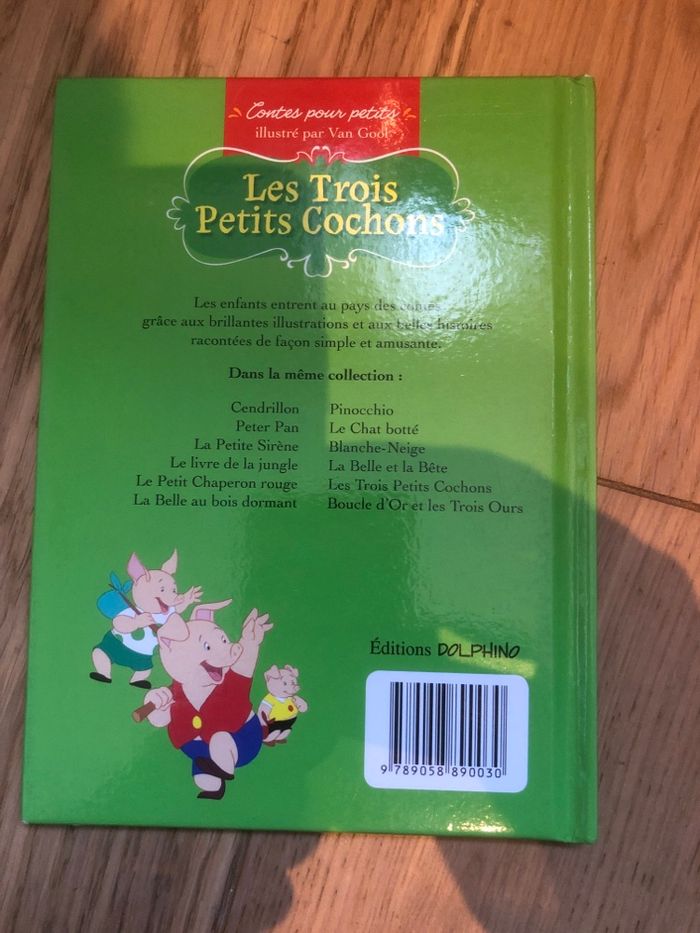 Contes pour petits
illustré par Van Gool
Les Trois
Petits Cochons
Les enfants entrent au pays des contes
grâce aux brillantes illustrations et aux belles histoires
racontées de façon simple et amusante.
Dans la même collection :
Cendrillon
Peter Pan
La Petite Sirène
Le livre de la jungle
Le Petit Chaperon rouge
La Belle au bois dormant
Pinocchio
Le Chat botté
Blanche-Neige
La Belle et la Bête
Les Trois Petits Cochons
Boucle d'Or et les Trois Ours
Éditions DOLPHINO
9 789058 890030